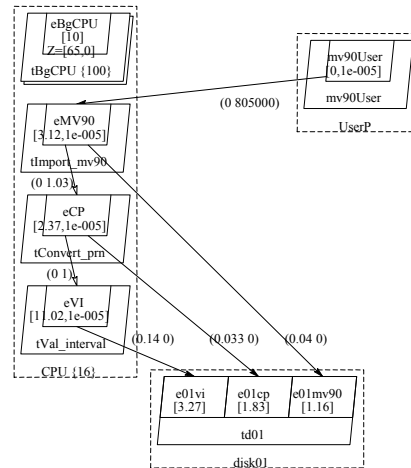 eBgCPU
[10]
Z=[65,0]
tBgCPU {100}
mv90User
[0,1e-005]
mv90User
UserP
(0 805000)
eMV90
[3.12,1e-005]
tImport_mv90
(0 1.03)
eCP
[2.37,1e-005]
tConvert_prn
(0 1)
eVI
[11.02,1e-005]
tVal_interval
CPU {16}
(0.14 0)
(0.033 0)
(0.04 0)
e01vi
[3.27]
e01cp
[1.83]
e01mv90
[1.16]
td01
disk01